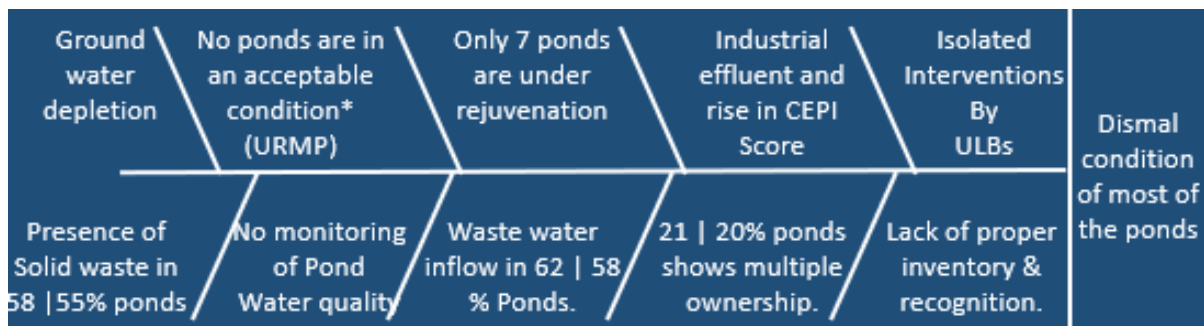 Ground
water
depletion
No ponds are in
an acceptable
condition*
(URMP)
Only 7 ponds
are under
rejuvenation
Industrial
effluent and
rise in CEPI
Score
Isolated
Interventions
By
ULBs
Presence of
Solid waste in
58 |55% ponds
No monitoring
of Pond
Water quality
Waste water
inflow in 62 | 58
% Ponds.
21 | 20% ponds
shows multiple
ownership.
Lack of proper
inventory &
recognition.
Dismal
condition
of most of
the ponds